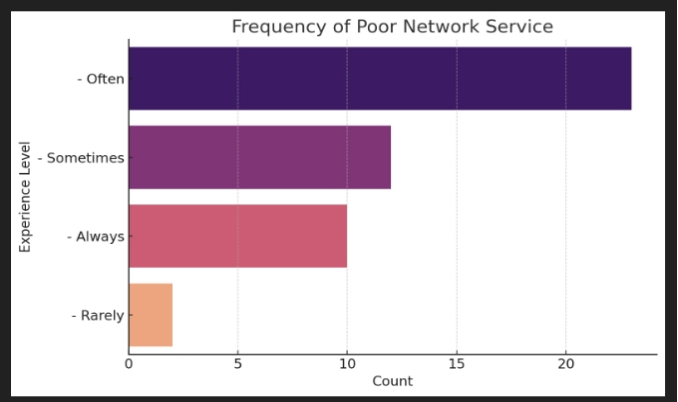 Frequency of Poor Network Service
Experience Level
- Often
- Sometimes
- Always
- Rarely
0 5 10 15 20
Count